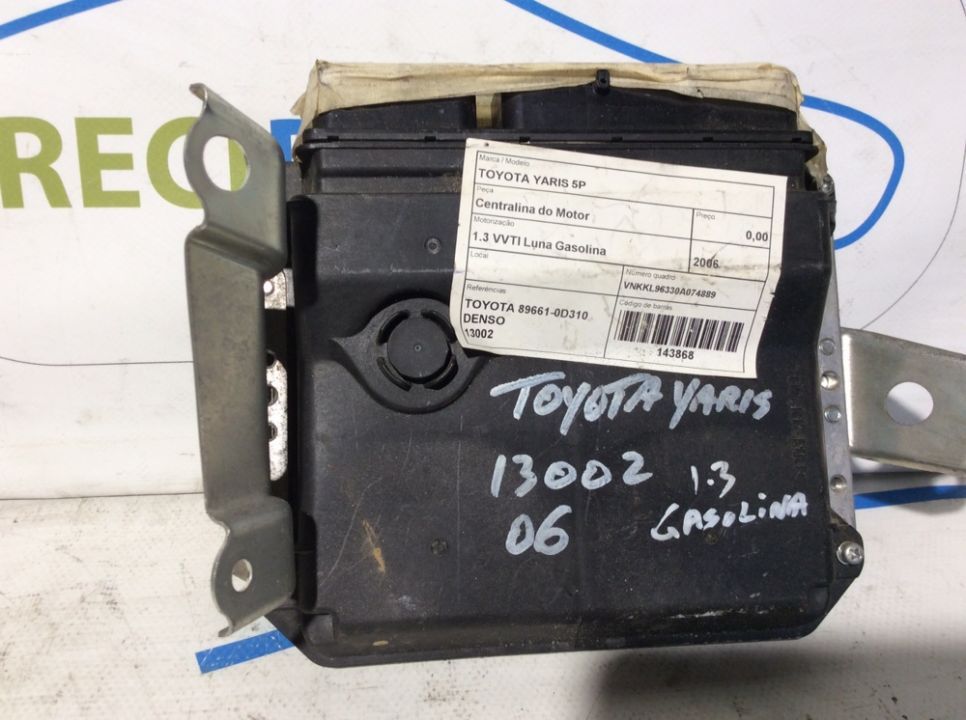 RECI
Marca / Modelo
TOYOTA YARIS 5P
Peça
Centralina do Motor
Preço
0,00
Motorização
1.3 VVTI Luna Gasolina
2006
Local
Número quadro
VNKKL96330A074889
Referências
TOYOTA 89661-0D310
DENSO
13002
Código de barras
143868
TOYOTA YARIS
13002
1.3
06
GASOLINA